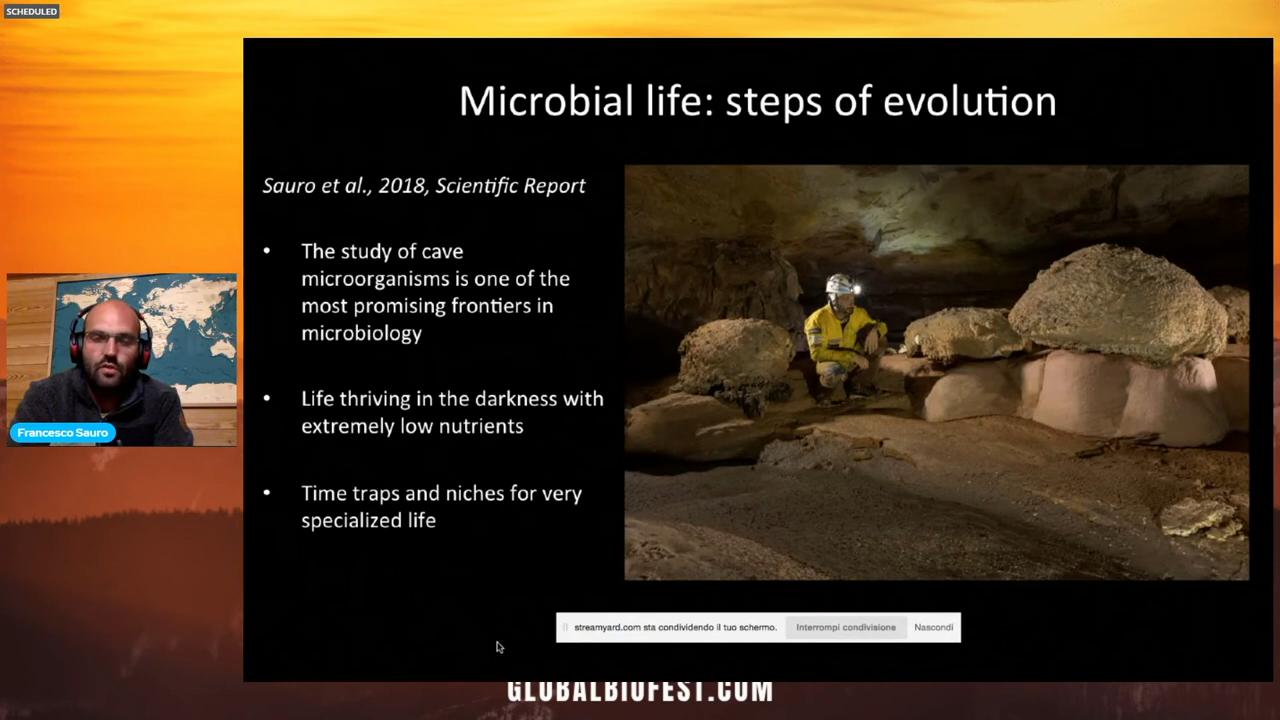 SCHEDULED
Microbial life: steps of evolution
Sauro et al., 2018, Scientific Report
• The study of cave
microorganisms is one of the
most promising frontiers in
microbiology
• Life thriving in the darkness with
extremely low nutrients
• Time traps and niches for very
specialized life
Francesco Sauro
streamyard.com sta condividendo il tuo schermo.
Interrompi condivisione
Nascondi
GLOBALBIOFEST.COM